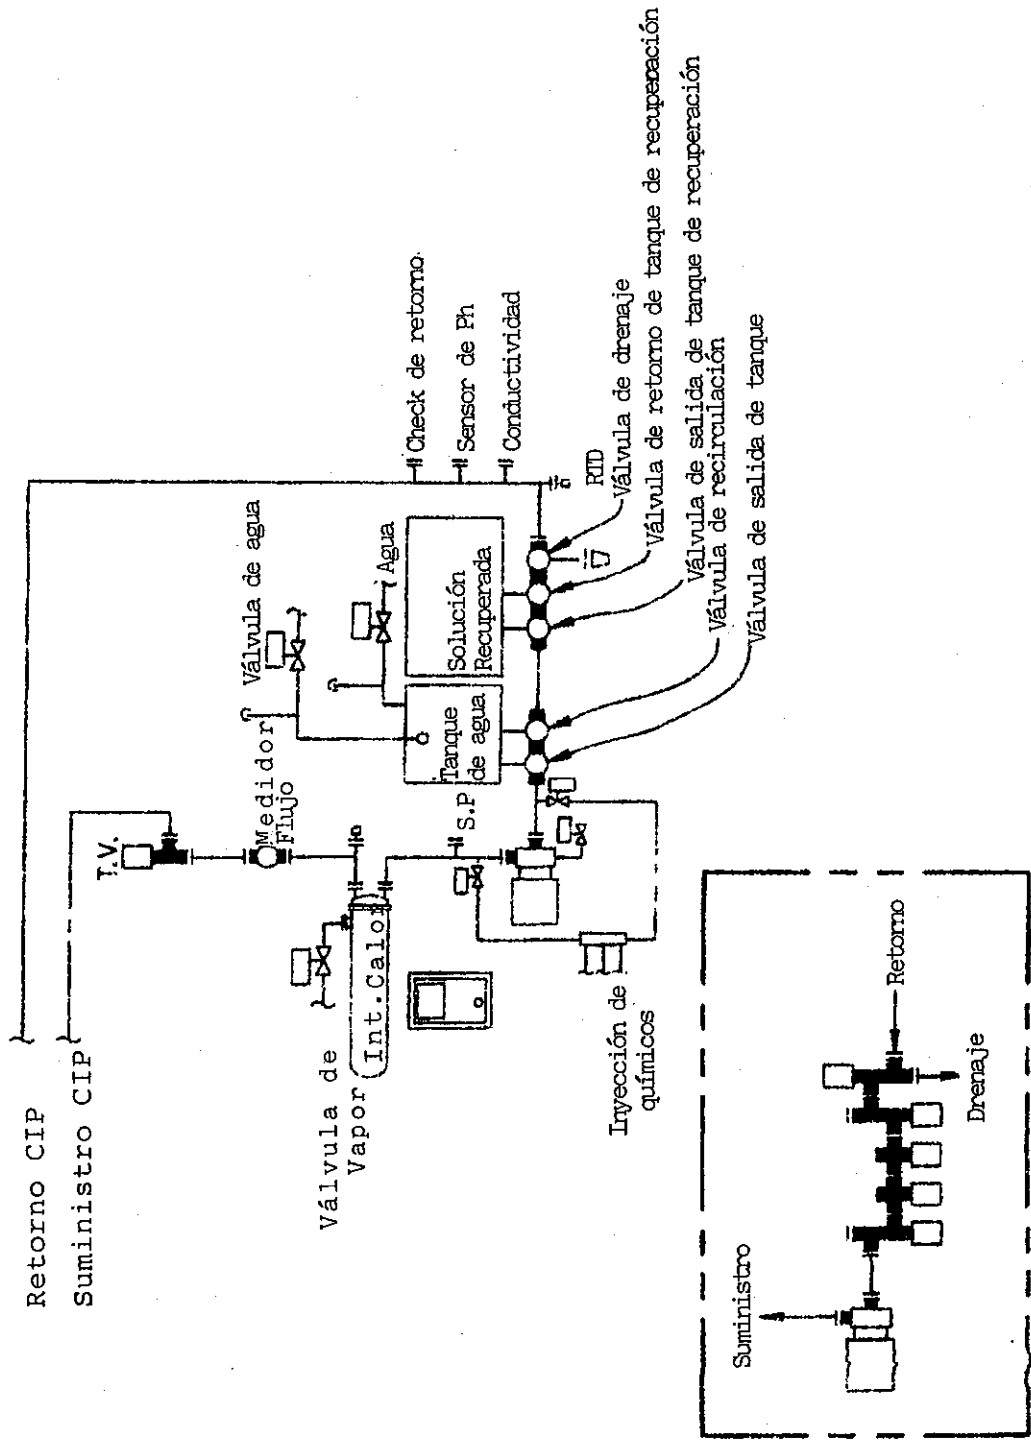 Retorno CIP
Suministro CIP
T.V.
Medidor
Flujo
Válvula de agua
Agua
Válvula de
Vapor
Int.Calor
S.P
Tanque
de agua
Solución
Recuperada
Check de retorno
Sensor de Ph
Conductividad
RTD
Válvula de drenaje
Válvula de retorno de tanque de recuperación
Válvula de salida de tanque de recuperación
Válvula de recirculación
Válvula de salida de tanque
Inyección de
químicos
Suministro
Retorno
Drenaje